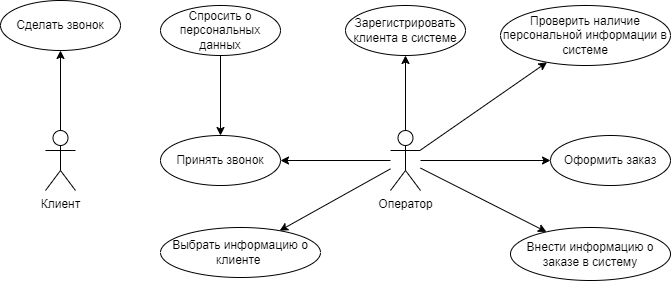 Сделать звонок
Спросить о
персональных
данных
Зарегистрировать
клиента в системе
Проверить наличие
персональной информации в
системе
Принять звонок
Оформить заказ
Клиент
Оператор
Выбрать информацию о
клиенте
Внести информацию о
заказе в систему